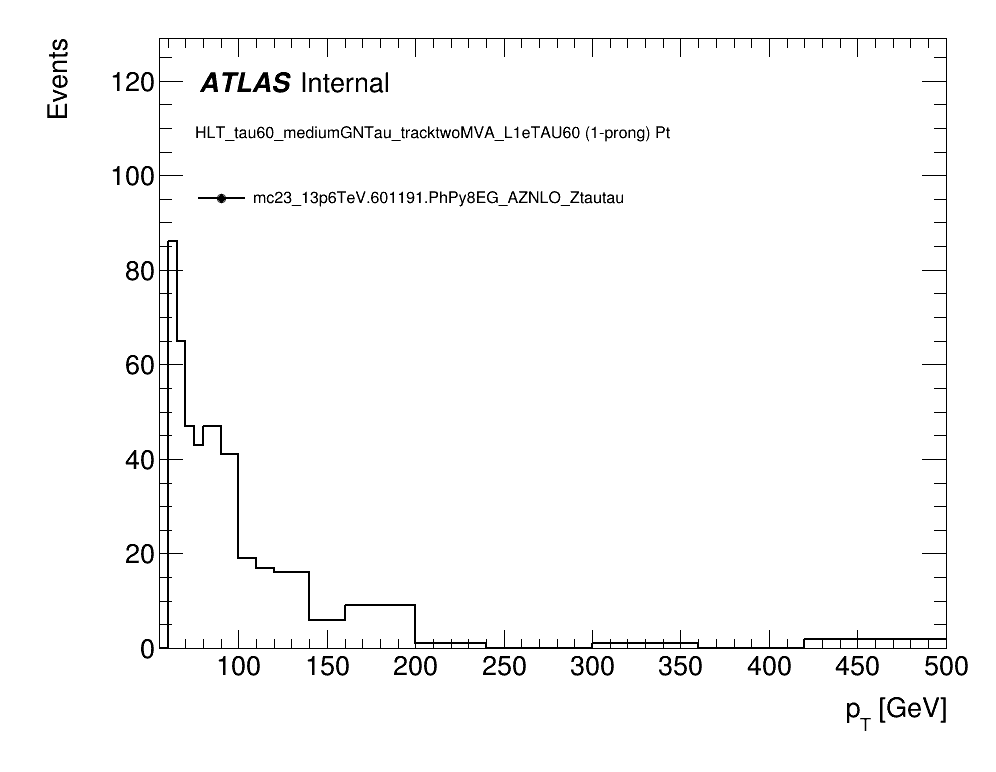 Events
ATLAS Internal
HLT_tau60_mediumGNTau_tracktwoMVA_L1eTAU60 (1-prong) Pt
mc23_13p6TeV.601191.PhPy8EG_AZNLO_Ztautau
120
100
80
60
40
20
0
100 150 200 250 300 350 400 450 500
p_T [GeV]